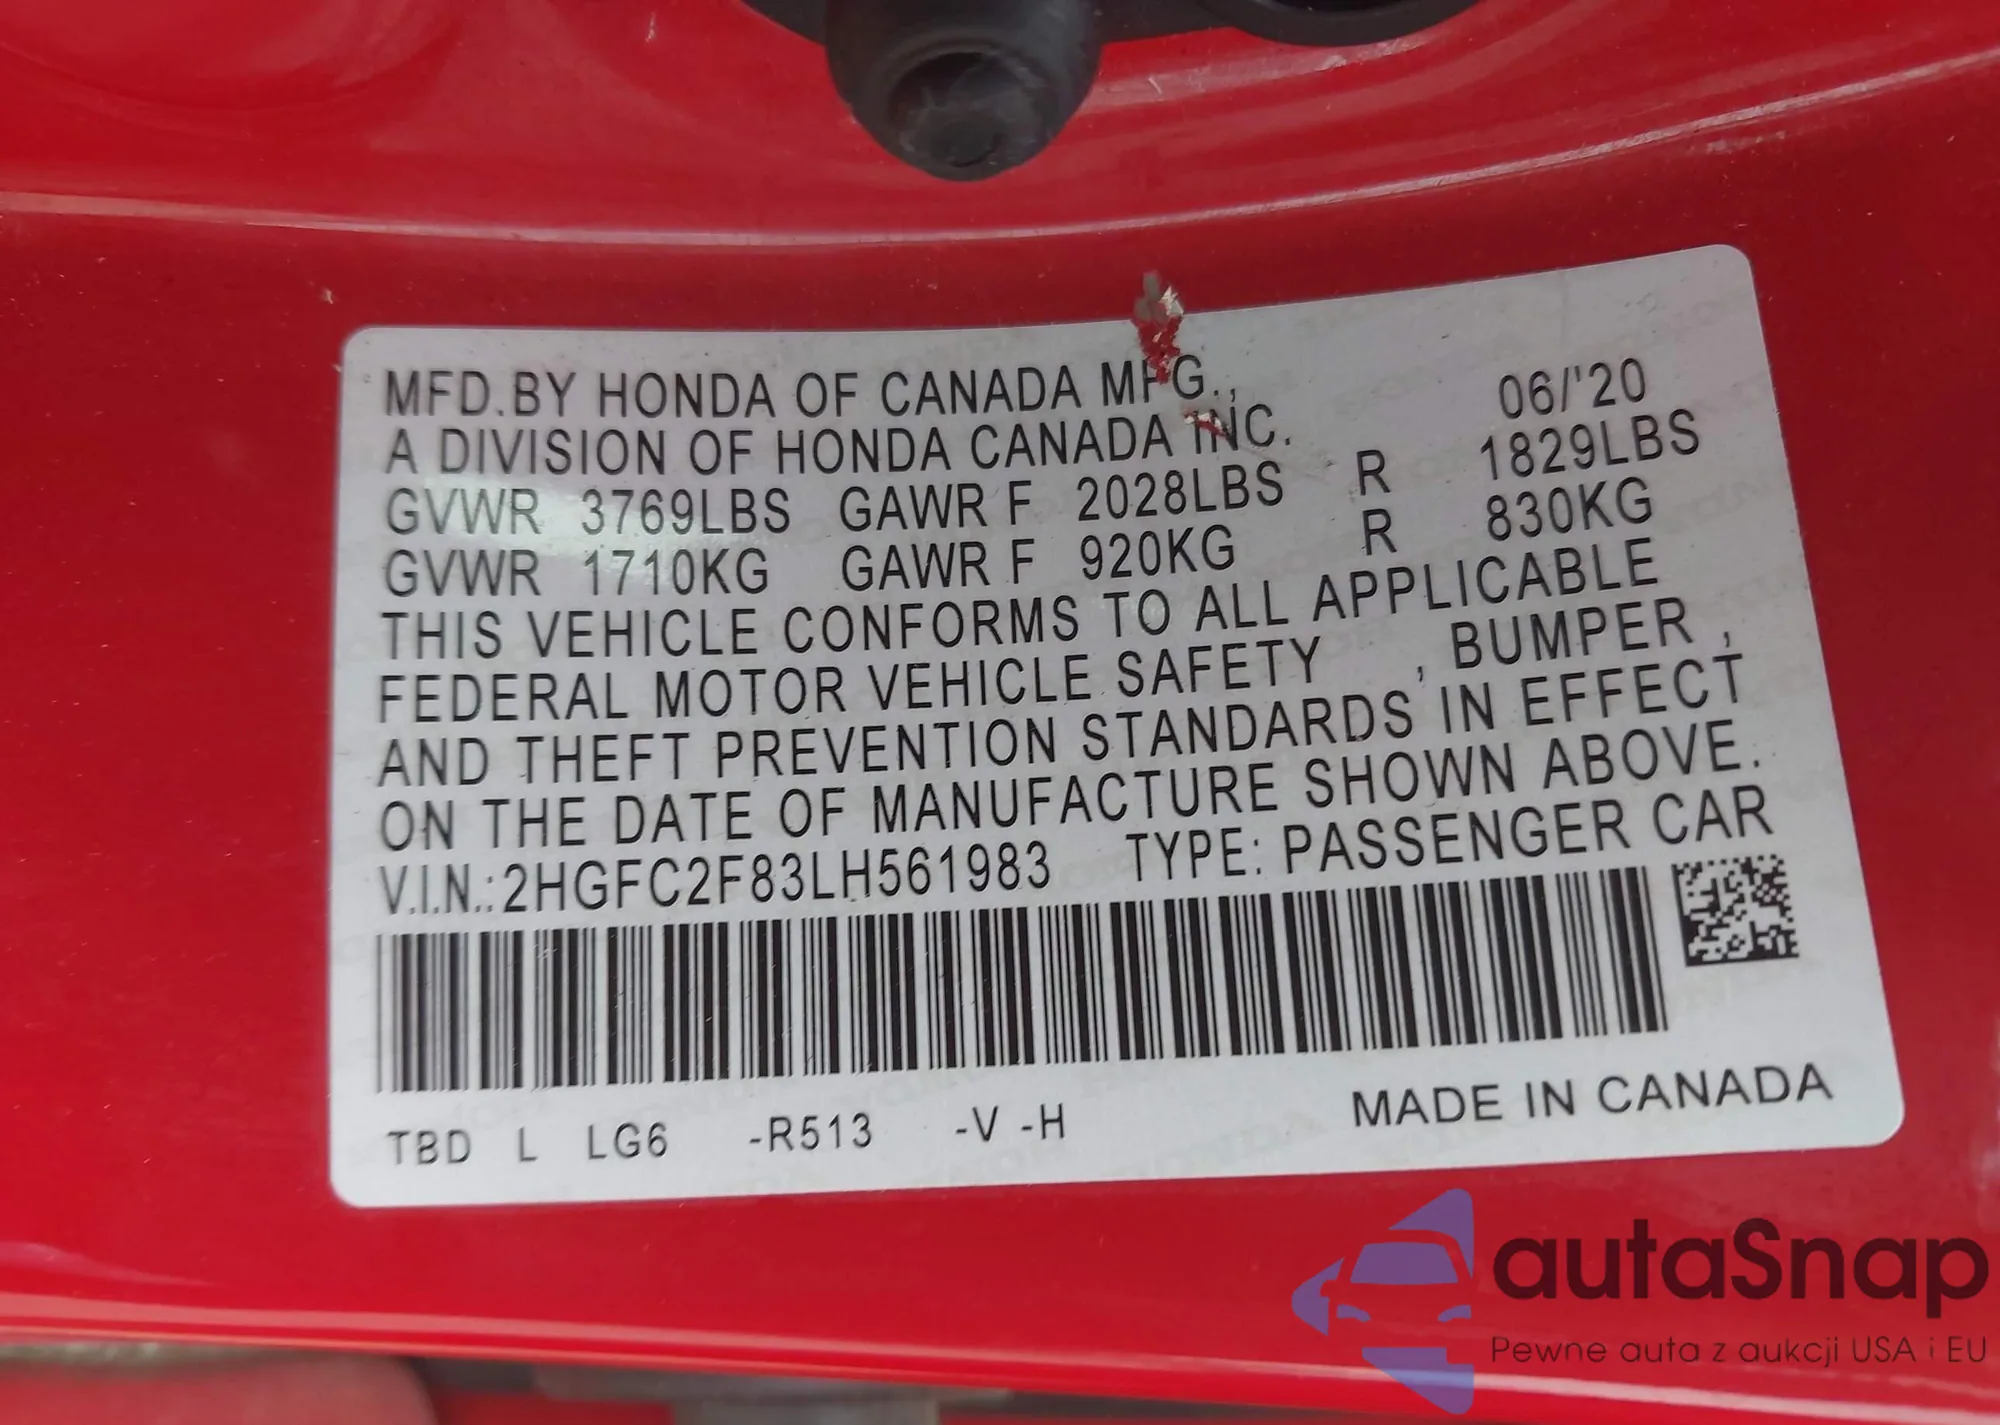 MFD.BY HONDA OF CANADA MFG., 06/'20
A DIVISION OF HONDA CANADA INC.
GVWR 3769LBS GAWR F 2028LBS R 1829LBS
GVWR 1710KG GAWR F 920KG R 830KG
THIS VEHICLE CONFORMS TO ALL APPLICABLE
FEDERAL MOTOR VEHICLE SAFETY , BUMPER ,
AND THEFT PREVENTION STANDARDS IN EFFECT
ON THE DATE OF MANUFACTURE SHOWN ABOVE.
V.I.N.:2HGFC2F83LH561983 TYPE: PASSENGER CAR
TBD L LG6 -R513 -V -H MADE IN CANADA
autaSnap
Pewne auta z aukcji USA i EU